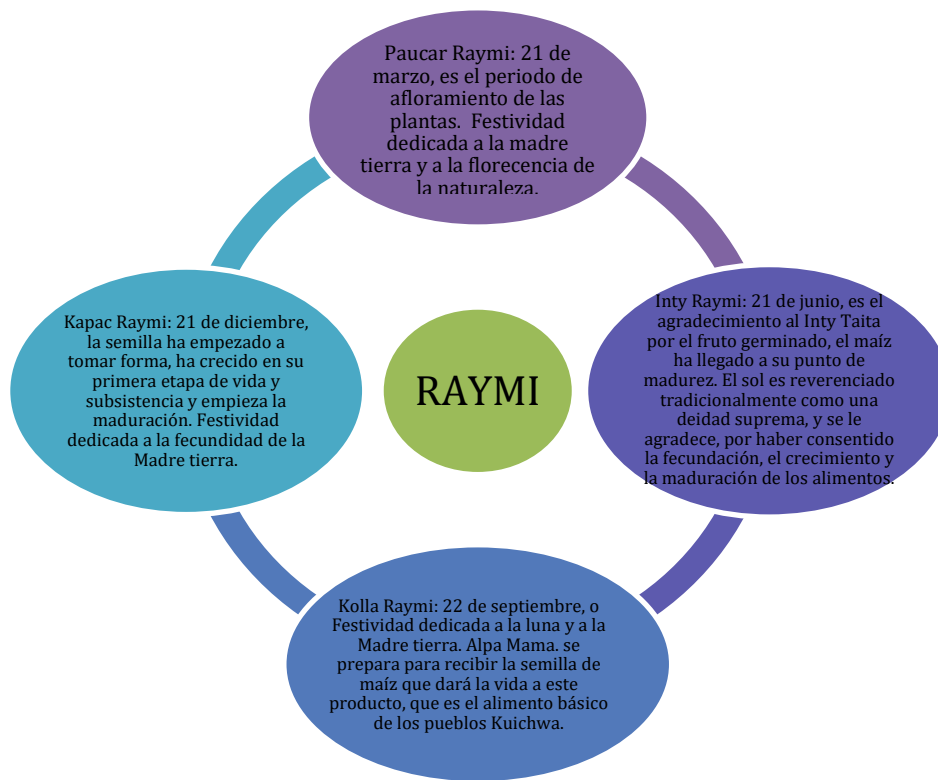 Paucar Raymi: 21 de
marzo, es el periodo de
afloramiento de las
plantas. Festividad
dedicada a la madre
tierra y a la florecencia de
la naturaleza.
Kapac Raymi: 21 de diciembre,
la semilla ha empezado a
tomar forma, ha crecido en su
primera etapa de vida y
subsistencia y empieza la
maduración. Festividad
dedicada a la fecundidad de la
Madre tierra.
RAYMI
Inty Raymi: 21 de junio, es el
agradecimiento al Inty Taita
por el fruto germinado, el maíz
ha llegado a su punto de
madurez. El sol es reverenciado
tradicionalmente como una
deidad suprema, y se le
agradece, por haber consentido
la fecundación, el crecimiento y
la maduración de los alimentos.
Kolla Raymi: 22 de septiembre, o
Festividad dedicada a la luna y a la
Madre tierra. Alpa Mama. se
prepara para recibir la semilla de
maíz que dará la vida a este
producto, que es el alimento básico
de los pueblos Kuichwa.